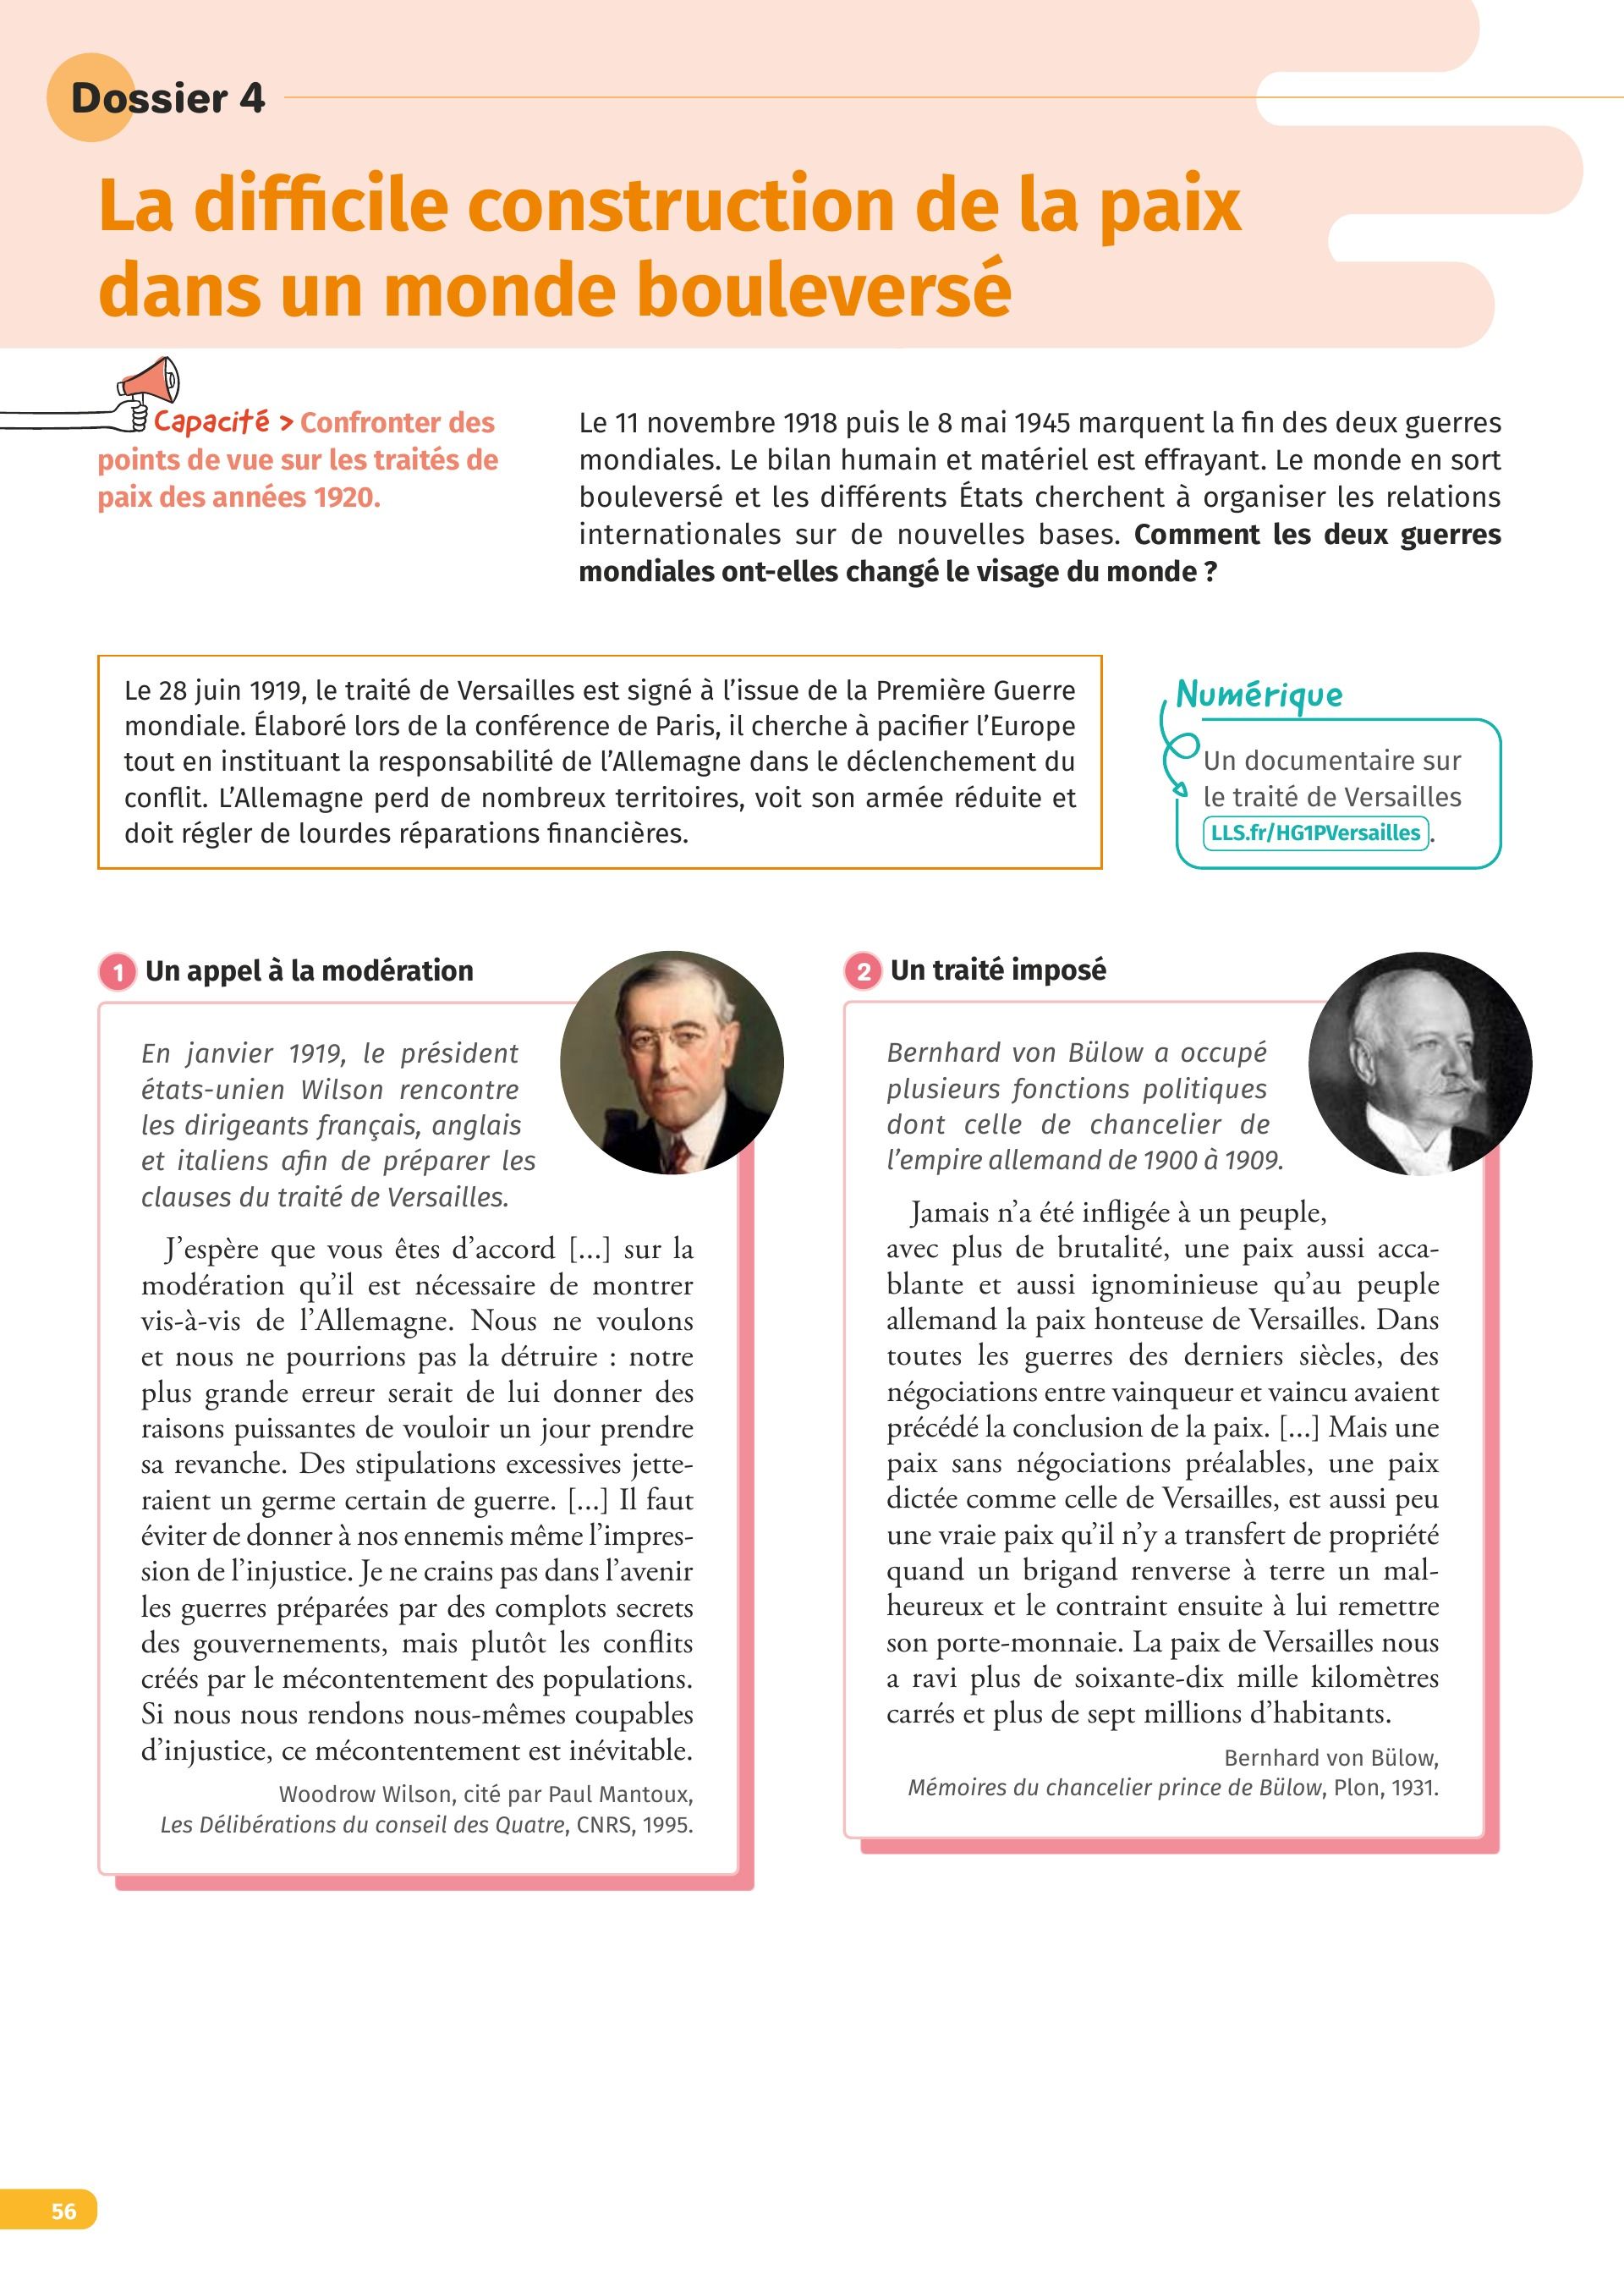 Dossier 4
La difficile construction de la paix
dans un monde bouleversé
Capacité > Confronter des
points de vue sur les traités de
paix des années 1920.
Le 11 novembre 1918 puis le 8 mai 1945 marquent la fin des deux guerres
mondiales. Le bilan humain et matériel est effrayant. Le monde en sort
bouleversé et les différents États cherchent à organiser les relations
internationales sur de nouvelles bases. Comment les deux guerres
mondiales ont-elles changé le visage du monde ?
Le 28 juin 1919, le traité de Versailles est signé à l’issue de la Première Guerre
mondiale. Élaboré lors de la conférence de Paris, il cherche à pacifier l’Europe
tout en instituant la responsabilité de l’Allemagne dans le déclenchement du
conflit. L’Allemagne perd de nombreux territoires, voit son armée réduite et
doit régler de lourdes réparations financières.
Numérique
Un documentaire sur
le traité de Versailles
LLS.fr/HG1PVersailles .
1 Un appel à la modération
En janvier 1919, le président
états-unien Wilson rencontre
les dirigeants français, anglais
et italiens afin de préparer les
clauses du traité de Versailles.
J’espère que vous êtes d’accord [...] sur la
modération qu’il est nécessaire de montrer
vis-à-vis de l’Allemagne. Nous ne voulons
et nous ne pourrions pas la détruire : notre
plus grande erreur serait de lui donner des
raisons puissantes de vouloir un jour prendre
sa revanche. Des stipulations excessives jette-
raient un germe certain de guerre. [...] Il faut
éviter de donner à nos ennemis même l’impres-
sion de l’injustice. Je ne crains pas dans l’avenir
les guerres préparées par des complots secrets
des gouvernements, mais plutôt les conflits
créés par le mécontentement des populations.
Si nous nous rendons nous-mêmes coupables
d’injustice, ce mécontentement est inévitable.
Woodrow Wilson, cité par Paul Mantoux,
Les Délibérations du conseil des Quatre, CNRS, 1995.
2 Un traité imposé
Bernhard von Bülow a occupé
plusieurs fonctions politiques
dont celle de chancelier de
l’empire allemand de 1900 à 1909.
Jamais n’a été infligée à un peuple,
avec plus de brutalité, une paix aussi acca-
blante et aussi ignominieuse qu’au peuple
allemand la paix honteuse de Versailles. Dans
toutes les guerres des derniers siècles, des
négociations entre vainqueur et vaincu avaient
précédé la conclusion de la paix. [...] Mais une
paix sans négociations préalables, une paix
dictée comme celle de Versailles, est aussi peu
une vraie paix qu’il n’y a transfert de propriété
quand un brigand renverse à terre un mal-
heureux et le contraint ensuite à lui remettre
son porte-monnaie. La paix de Versailles nous
a ravi plus de soixante-dix mille kilomètres
carrés et plus de sept millions d’habitants.
Bernhard von Bülow,
Mémoires du chancelier prince de Bülow, Plon, 1931.
56